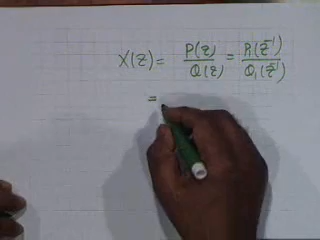 X(z) = P(z) / Q(z) = P₁(z⁻¹) / Q₁(z⁻¹)
=